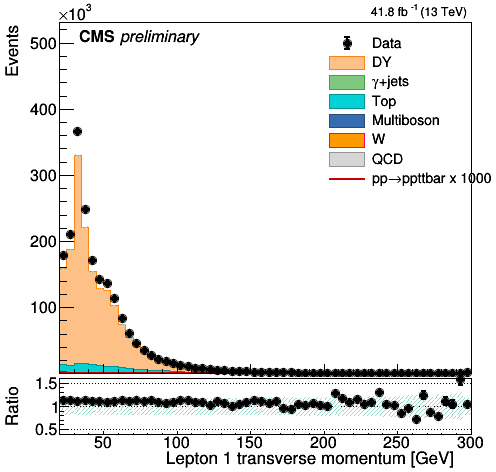 ×10³
41.8 fb⁻¹ (13 TeV)
CMS preliminary
Events
500
400
300
200
100
Data
DY
γ+jets
Top
Multiboson
W
QCD
pp→ppttbar x 1000
Ratio
1.5
1
0.5
50 100 150 200 250 300
Lepton 1 transverse momentum [GeV]